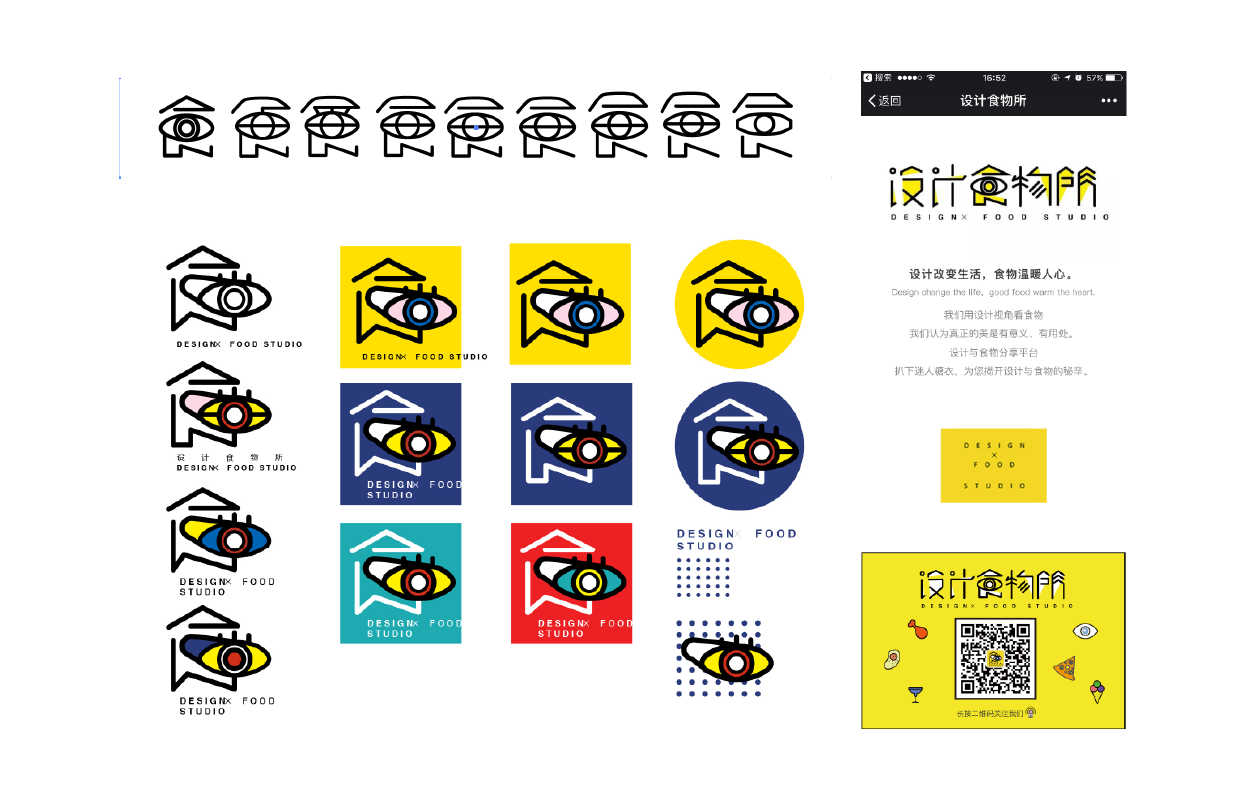 DESIGN× FOOD STUDIO
设计食物所
DESIGN× FOOD STUDIO
DESIGN× FOOD
STUDIO
DESIGN× FOOD
STUDIO
DESIGN× FOOD STUDIO
DESIGN× FOOD
STUDIO
DESIGN× FOOD
STUDIO
DESIGN× FOOD
STUDIO
DESIGN× FOOD
STUDIO
搜索
16:52
57%
返回
设计食物所
设计食物所
DESIGN× FOOD STUDIO
设计改变生活，食物温暖人心。
Design change the life, good food warm the heart.
我们用设计视角看食物
我们认为真正的美是有意义、有用处。
设计与食物分享平台
扒下迷人糖衣，为您揭开设计与食物的秘辛。
DESIGN
×
FOOD
STUDIO
设计食物所
DESIGN× FOOD STUDIO
长按二维码关注我们